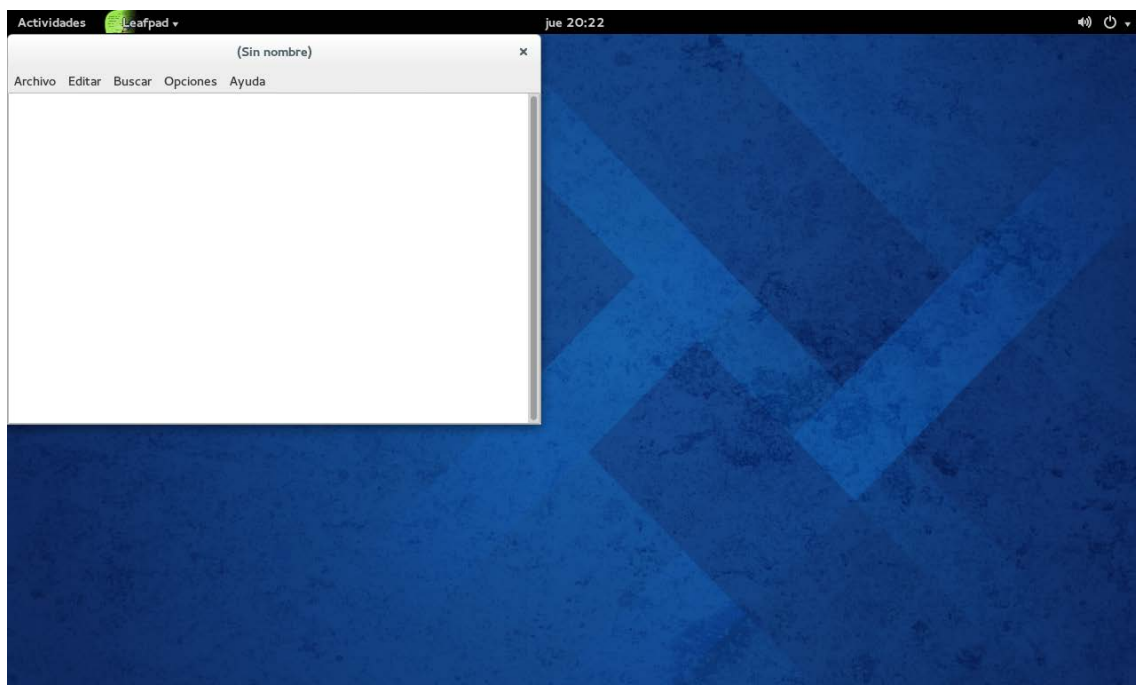 Actividades Leafpad jue 20:22
(Sin nombre)
Archivo Editar Buscar Opciones Ayuda